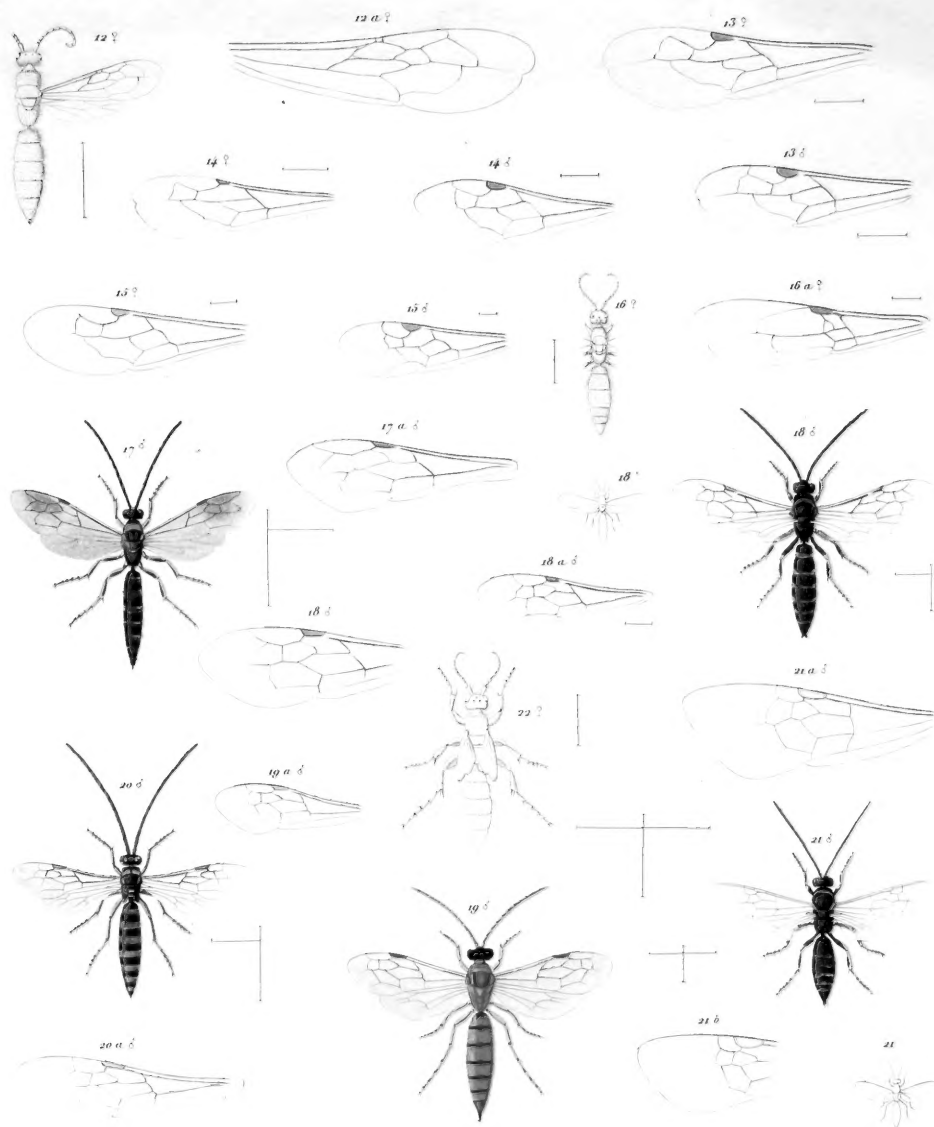 12 ♀
12 a ♀
13 ♀
14 ♀
14 ♂
13 ♂
15 ♀
15 ♂
16 ♀
16 a ♀
17 ♂
17 a ♂
18
18 ♂
18 a ♂
18 ♂
22 ♀
21 a ♂
20 ♂
19 a ♂
19 ♂
21 ♂
20 a ♂
21 b
21